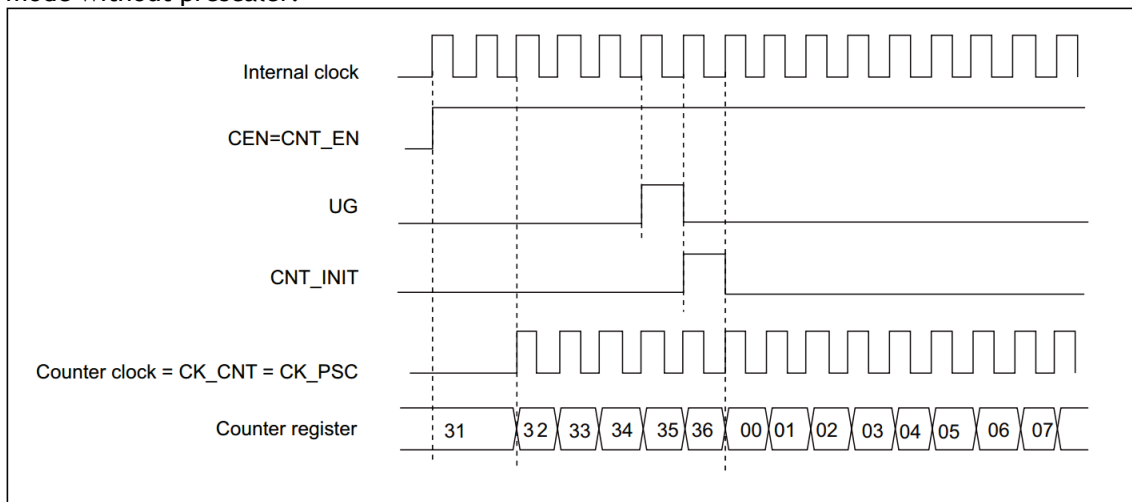 mode without prescaler.
Internal clock
CEN=CNT_EN
UG
CNT_INIT
Counter clock = CK_CNT = CK_PSC
Counter register 31 32 33 34 35 36 00 01 02 03 04 05 06 07